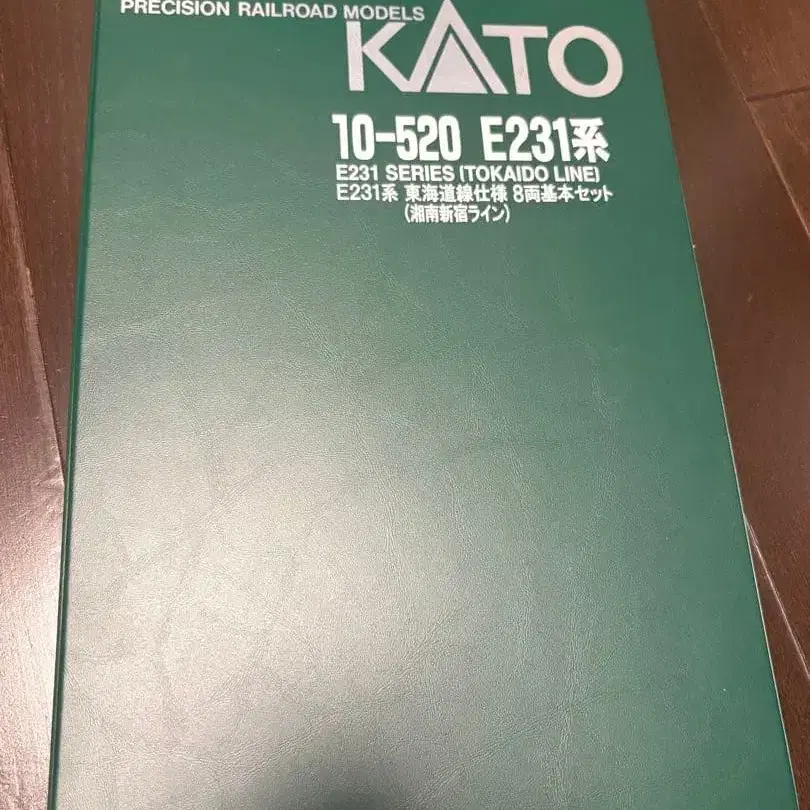 PRECISION RAILROAD MODELS
KATO
10-520 E231系
E231 SERIES (TOKAIDO LINE)
E231系 東海道線仕様 8両基本セット
(湘南新宿ライン)